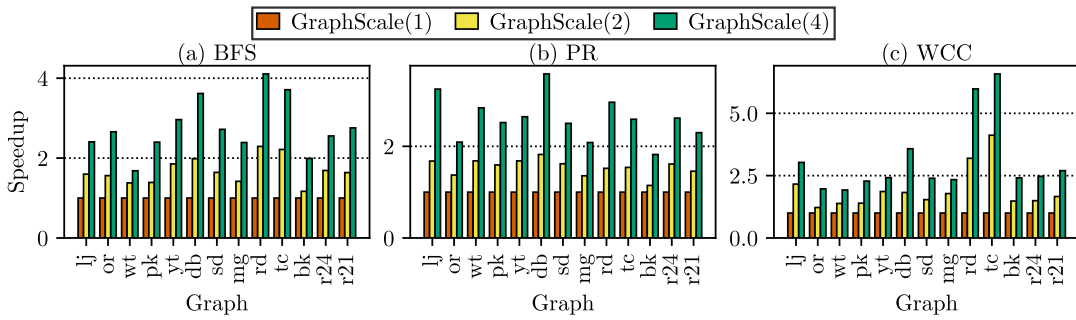 GraphScale(1) GraphScale(2) GraphScale(4)
(a) BFS
(b) PR
(c) WCC
Speedup
4
2
0
lj or wt pk yt db sd mg rd tc bk r24 r21
Graph
2
0
lj or wt pk yt db sd mg rd tc bk r24 r21
Graph
5.0
2.5
0.0
lj or wt pk yt db sd mg rd tc bk r24 r21
Graph